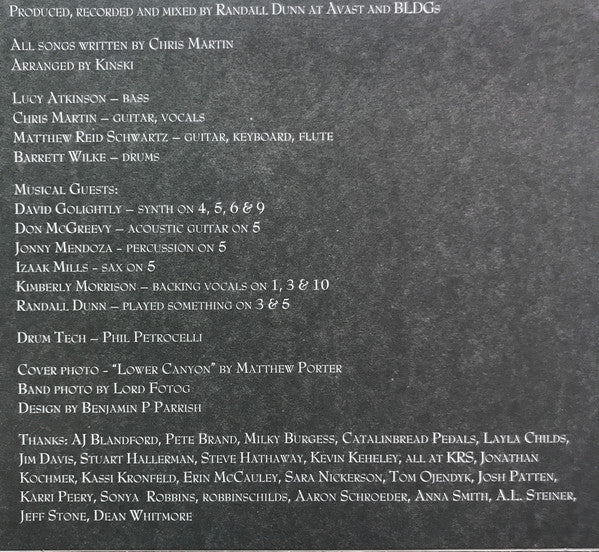 Produced, recorded and mixed by Randall Dunn at Avast and BLDGs
All songs written by Chris Martin
Arranged by Kinski
Lucy Atkinson – bass
Chris Martin – guitar, vocals
Matthew Reid Schwartz – guitar, keyboard, flute
Barrett Wilke – drums
Musical Guests:
David Golightly – synth on 4, 5, 6 & 9
Don McGreevy – acoustic guitar on 5
Jonny Mendoza - percussion on 5
Izaak Mills - sax on 5
Kimberly Morrison – backing vocals on 1, 3 & 10
Randall Dunn – played something on 3 & 5
Drum Tech – Phil Petrocelli
Cover photo - "Lower Canyon" by Matthew Porter
Band photo by Lord Fotog
Design by Benjamin P Parrish
Thanks: AJ Blandford, Pete Brand, Milky Burgess, Catalinbread Pedals, Layla Childs,
Jim Davis, Stuart Hallerman, Steve Hathaway, Kevin Keheley, all at KRS, Jonathan
Kochmer, Kassi Kronfeld, Erin McCauley, Sara Nickerson, Tom Ojendyk, Josh Patten,
Karri Peery, Sonya Robbins, robbinschilds, Aaron Schroeder, Anna Smith, A.L. Steiner,
Jeff Stone, Dean Whitmore